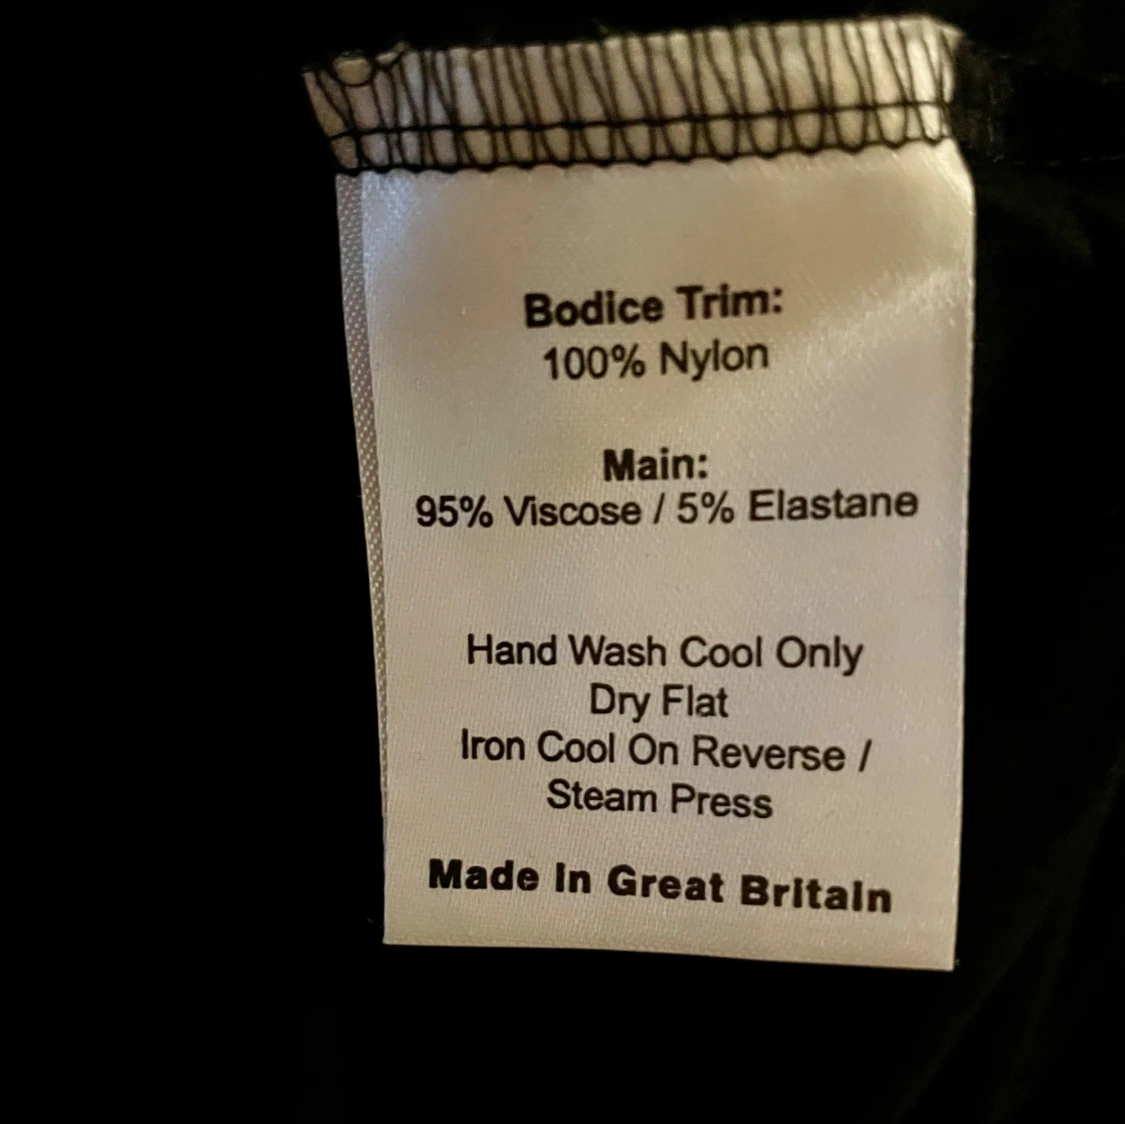 Bodice Trim:
100% Nylon
Main:
95% Viscose / 5% Elastane
Hand Wash Cool Only
Dry Flat
Iron Cool On Reverse /
Steam Press
Made In Great Britain